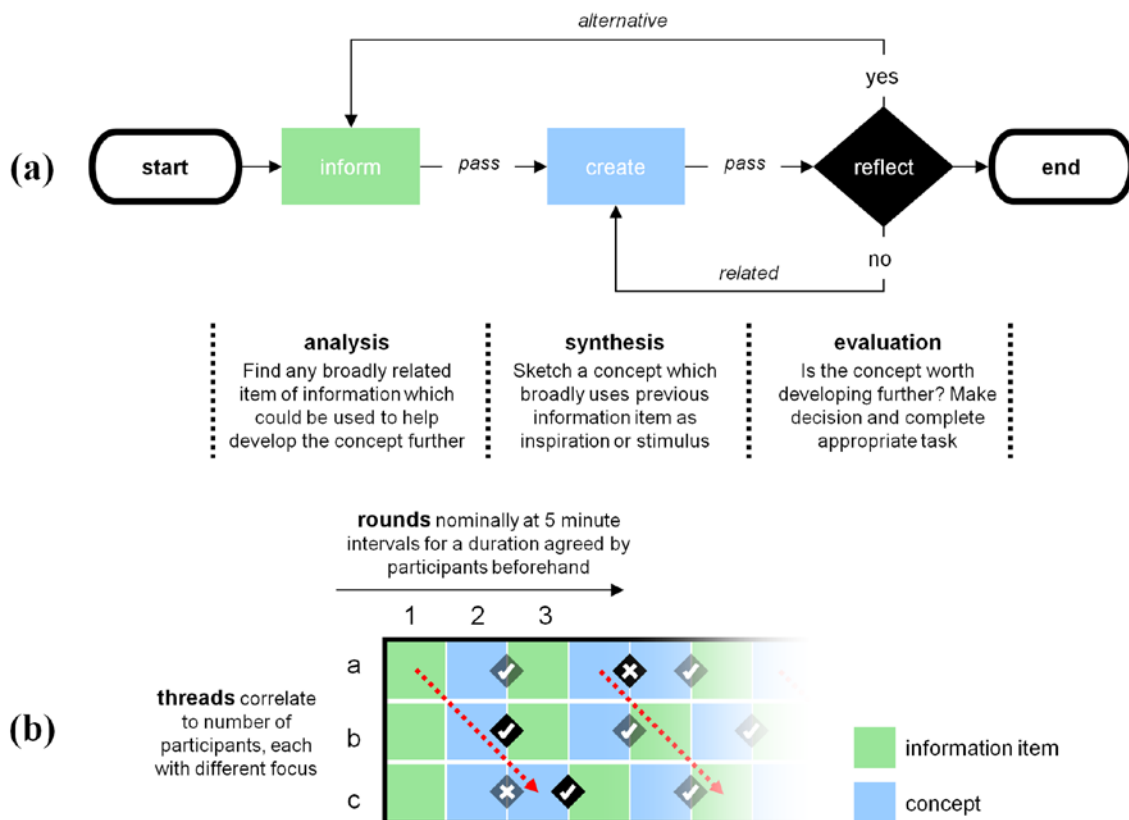 alternative
yes
(a)
start
inform
pass
create
pass
reflect
end
no
related
analysis
Find any broadly related
item of information which
could be used to help
develop the concept further
synthesis
Sketch a concept which
broadly uses previous
information item as
inspiration or stimulus
evaluation
Is the concept worth
developing further? Make
decision and complete
appropriate task
rounds nominally at 5 minute
intervals for a duration agreed by
participants beforehand
1 2 3
(b)
threads correlate
to number of
participants, each
with different focus
a
b
c
information item
concept